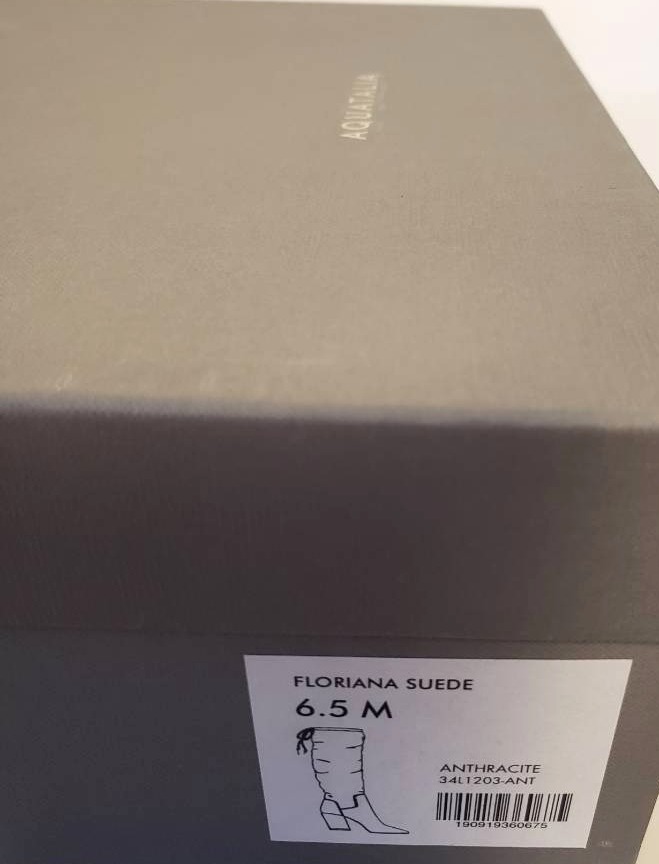 AQUATALIA
FLORIANA SUEDE
6.5 M
ANTHRACITE
34L1203-ANT
190919360675